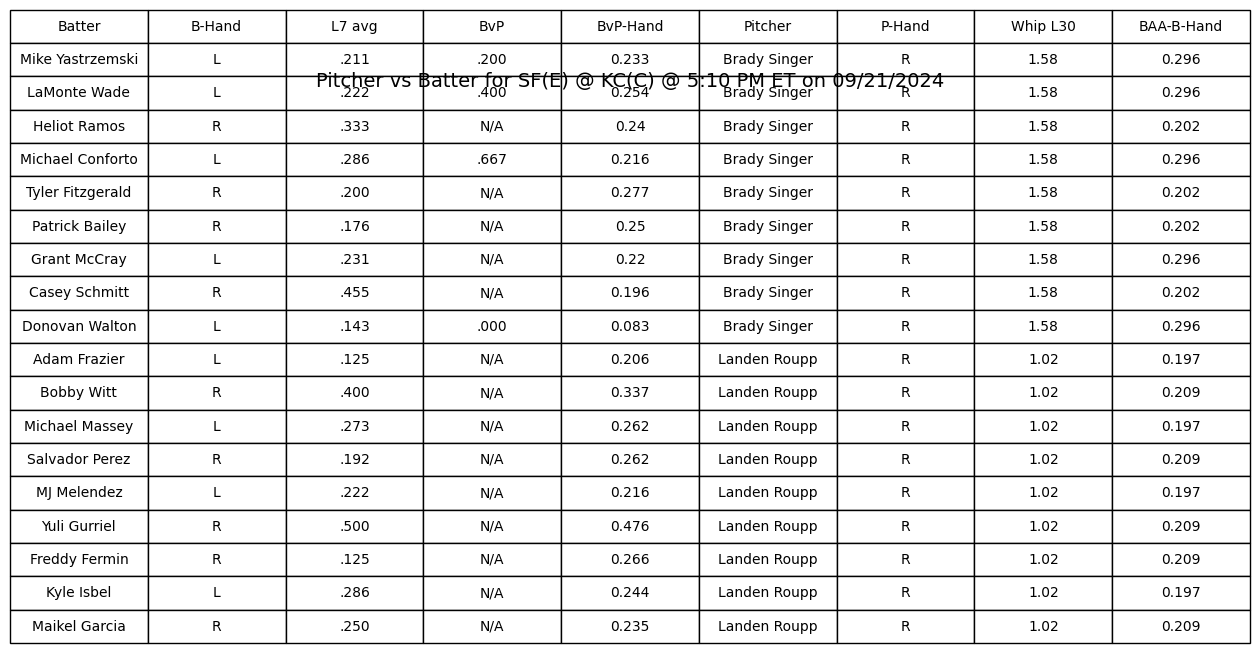 Batter B-Hand L7 avg BvP BvP-Hand Pitcher P-Hand Whip L30 BAA-B-Hand
Mike Yastrzemski L .211 .200 0.233 Brady Singer R 1.58 0.296
Pitcher vs Batter for SF(E) @ KC(C) @ 5:10 PM ET on 09/21/2024
LaMonte Wade L .222 .400 0.254 Brady Singer R 1.58 0.296
Heliot Ramos R .333 N/A 0.24 Brady Singer R 1.58 0.202
Michael Conforto L .286 .667 0.216 Brady Singer R 1.58 0.296
Tyler Fitzgerald R .200 N/A 0.277 Brady Singer R 1.58 0.202
Patrick Bailey R .176 N/A 0.25 Brady Singer R 1.58 0.202
Grant McCray L .231 N/A 0.22 Brady Singer R 1.58 0.296
Casey Schmitt R .455 N/A 0.196 Brady Singer R 1.58 0.202
Donovan Walton L .143 .000 0.083 Brady Singer R 1.58 0.296
Adam Frazier L .125 N/A 0.206 Landen Roupp R 1.02 0.197
Bobby Witt R .400 N/A 0.337 Landen Roupp R 1.02 0.209
Michael Massey L .273 N/A 0.262 Landen Roupp R 1.02 0.197
Salvador Perez R .192 N/A 0.262 Landen Roupp R 1.02 0.209
MJ Melendez L .222 N/A 0.216 Landen Roupp R 1.02 0.197
Yuli Gurriel R .500 N/A 0.476 Landen Roupp R 1.02 0.209
Freddy Fermin R .125 N/A 0.266 Landen Roupp R 1.02 0.209
Kyle Isbel L .286 N/A 0.244 Landen Roupp R 1.02 0.197
Maikel Garcia R .250 N/A 0.235 Landen Roupp R 1.02 0.209